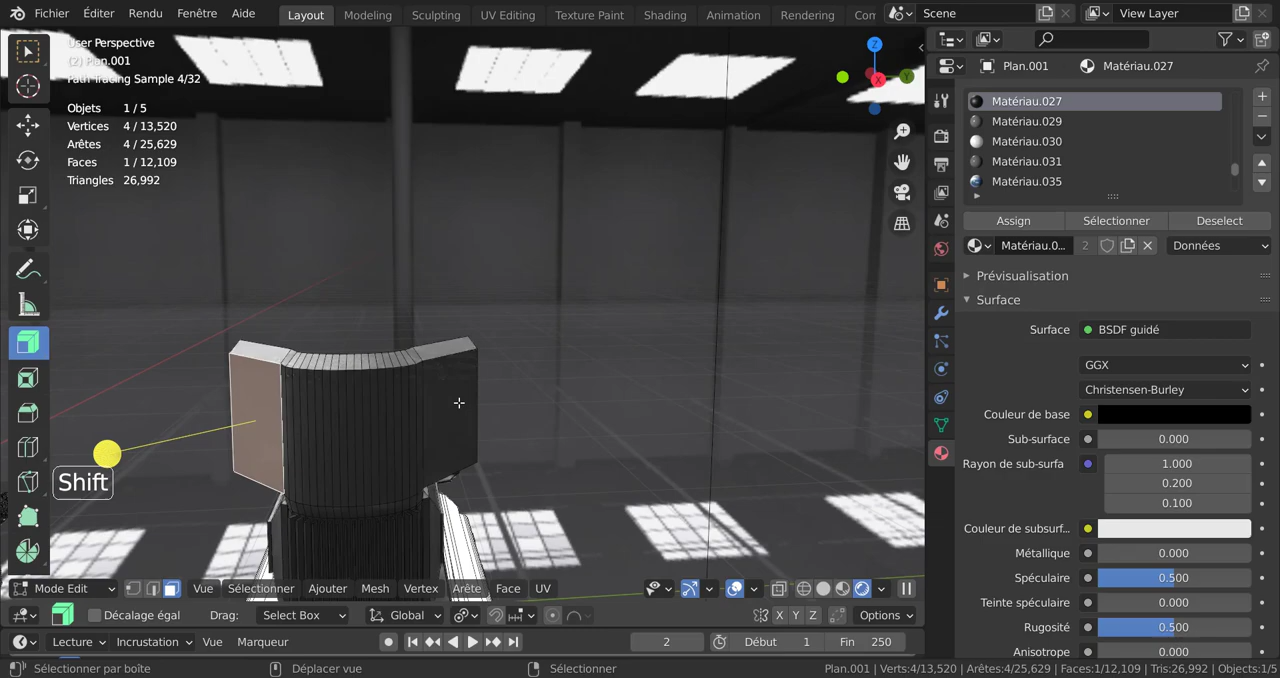 Fichier Éditer Rendu Fenêtre Aide Layout Modeling Sculpting UV Editing Texture Paint Shading Animation Rendering Con Scene View Layer
User Perspective
(2) Plan.001
Path Tracing Sample 4/32
Objets 1 / 5
Vertices 4 / 13,520
Arêtes 4 / 25,629
Faces 1 / 12,109
Triangles 26,992
Z
Y
X
Shift
Plan.001 Matériau.027
Matériau.027
Matériau.029
Matériau.030
Matériau.031
Matériau.035
Assign Sélectionner Deselect
Matériau.0... 2 Données
Prévisualisation
Surface
Surface BSDF guidé
GGX
Christensen-Burley
Couleur de base
Sub-surface 0.000
Rayon de sub-surfa 1.000
0.200
0.100
Couleur de subsurf...
Métallique 0.000
Spéculaire 0.500
Teinte spéculaire 0.000
Rugosité 0.500
Anisotrope 0.000
Mode Edit Vue Sélectionner Ajouter Mesh Vertex Arête Face UV
Décalage égal Drag: Select Box Global X Y Z Options
Lecture Incrustation Vue Marqueur 2 Début 1 Fin 250
Sélectionner par boîte Déplacer vue Sélectionner Plan.001 | Verts:4/13,520 | Arêtes:4/25,629 | Faces:1/12,109 | Tris:26,992 | Objects:1/5